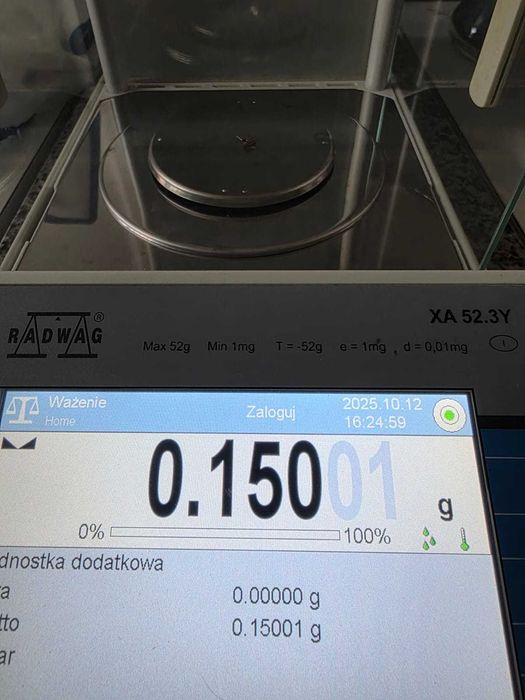 RADWAG®
XA 52.3Y
Max 52g Min 1mg T = -52g e = 1mg , d = 0,01mg
Ważenie
Home
Zaloguj
2025.10.12
16:24:59
0.15001 g
0% 100%
dnostka dodatkowa
a 0.00000 g
tto 0.15001 g
ar